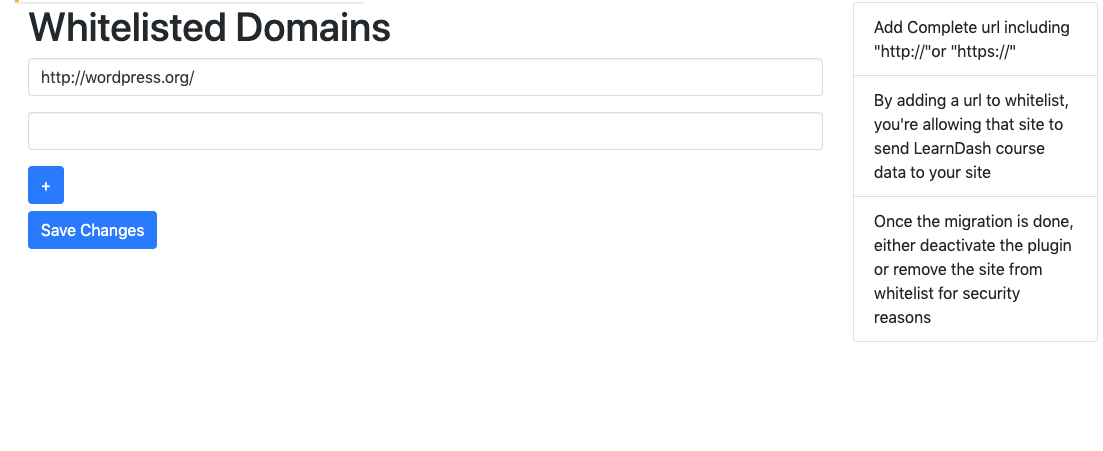 Whitelisted Domains
http://wordpress.org/
+
Save Changes
Add Complete url including
"http://"or "https://"
By adding a url to whitelist,
you're allowing that site to
send LearnDash course
data to your site
Once the migration is done,
either deactivate the plugin
or remove the site from
whitelist for security
reasons